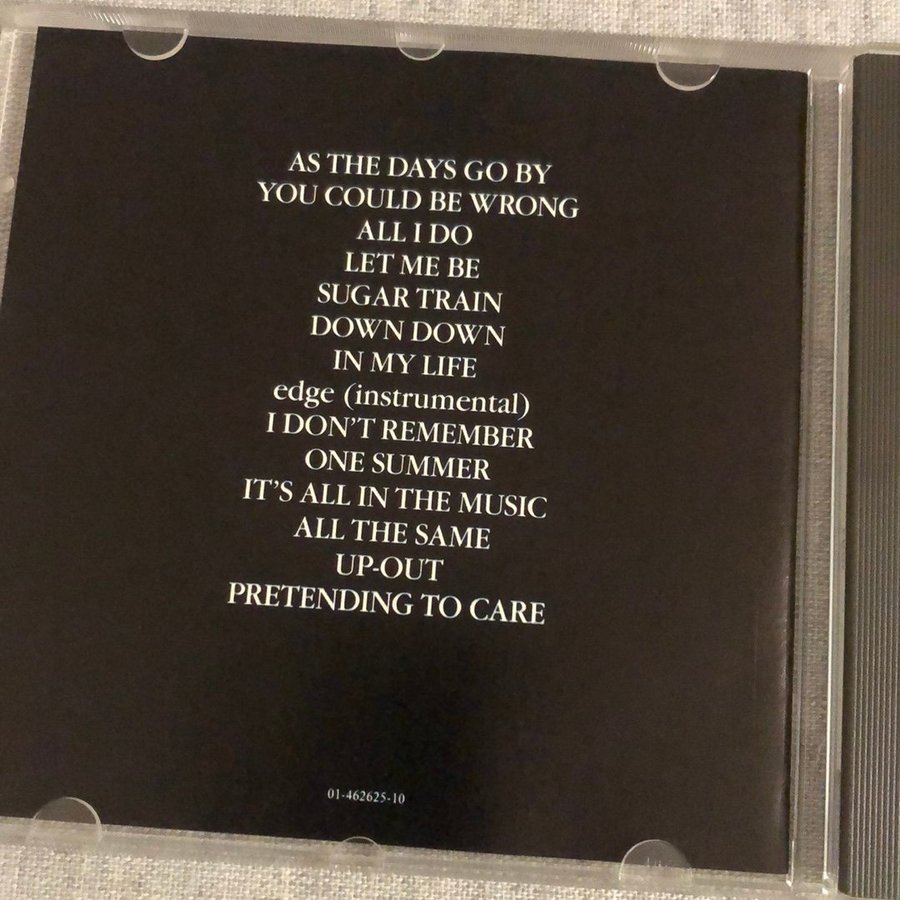 AS THE DAYS GO BY
YOU COULD BE WRONG
ALL I DO
LET ME BE
SUGAR TRAIN
DOWN DOWN
IN MY LIFE
edge (instrumental)
I DON'T REMEMBER
ONE SUMMER
IT'S ALL IN THE MUSIC
ALL THE SAME
UP-OUT
PRETENDING TO CARE
01-462625-10